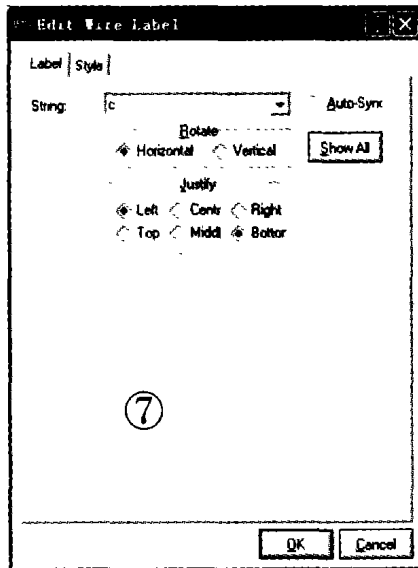 Edit Wire Label
Label Style
String: c Auto-Sync
Rotate
Horizontal Vertical Show All
Justify
Left Centr Right
Top Middl Bottor
⑦
OK Cancel